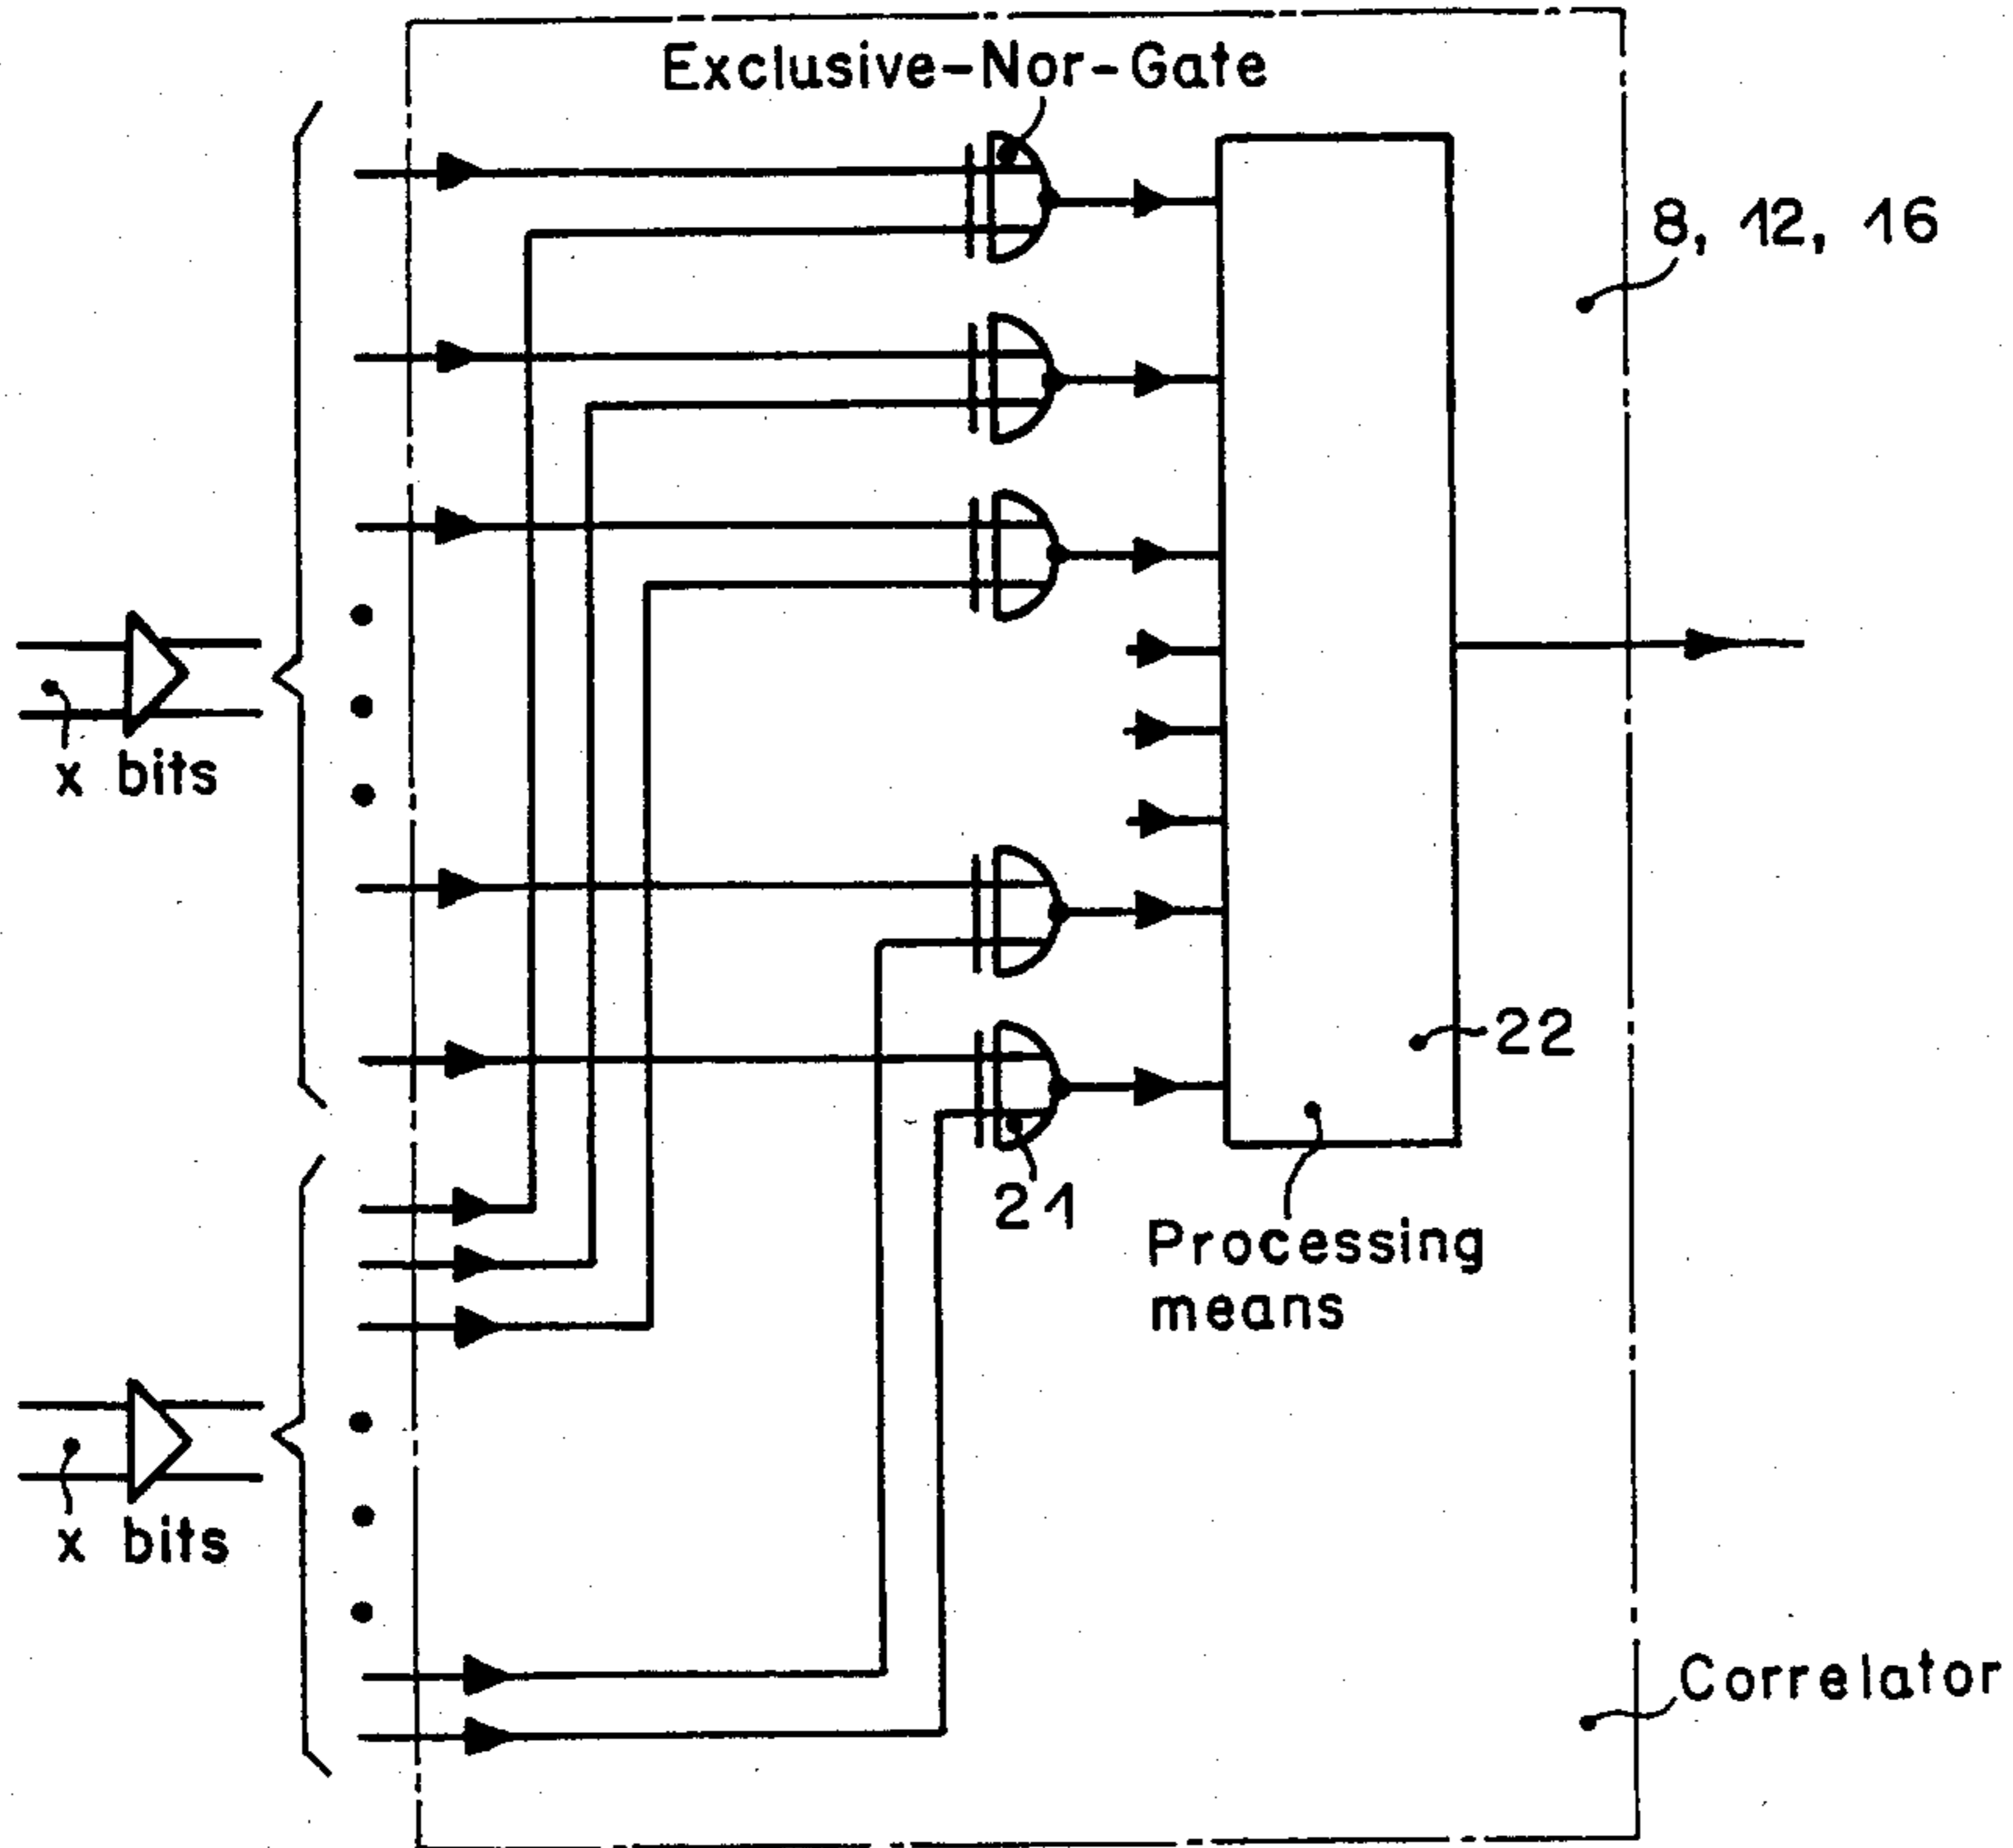 Exclusive-Nor-Gate
8, 12, 16
x bits
22
21
Processing
means
x bits
Correlator